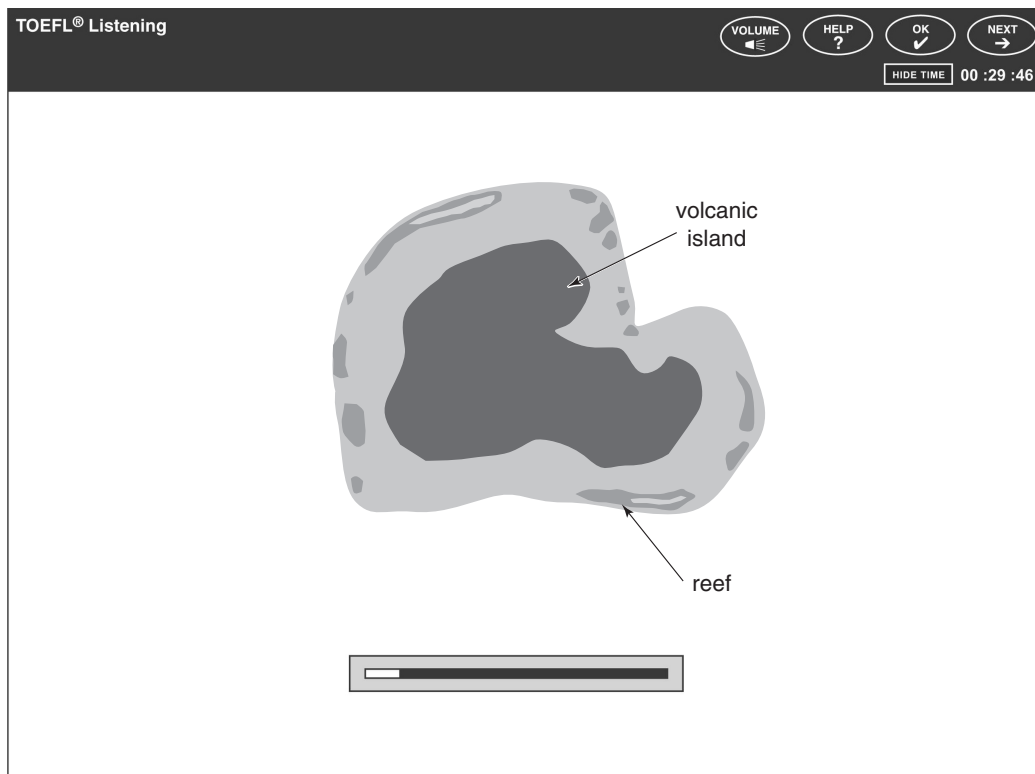 TOEFL® Listening
VOLUME
HELP
?
OK
NEXT
HIDE TIME 00 :29 :46
volcanic
island
reef